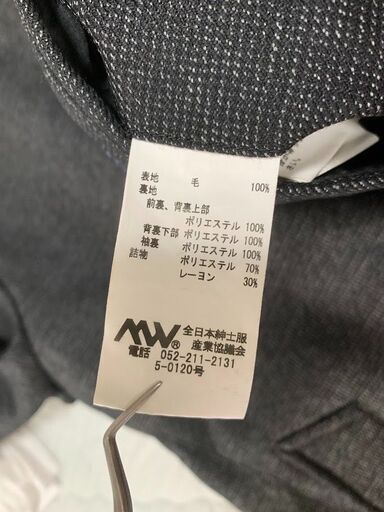 表地 毛 100%
裏地
前裏、背裏上部
ポリエステル 100%
背裏下部 ポリエステル 100%
袖裏 ポリエステル 100%
詰物 ポリエステル 70%
レーヨン 30%
MW® 全日本紳士服
産業協議会
電話 052-211-2131
5-0120号